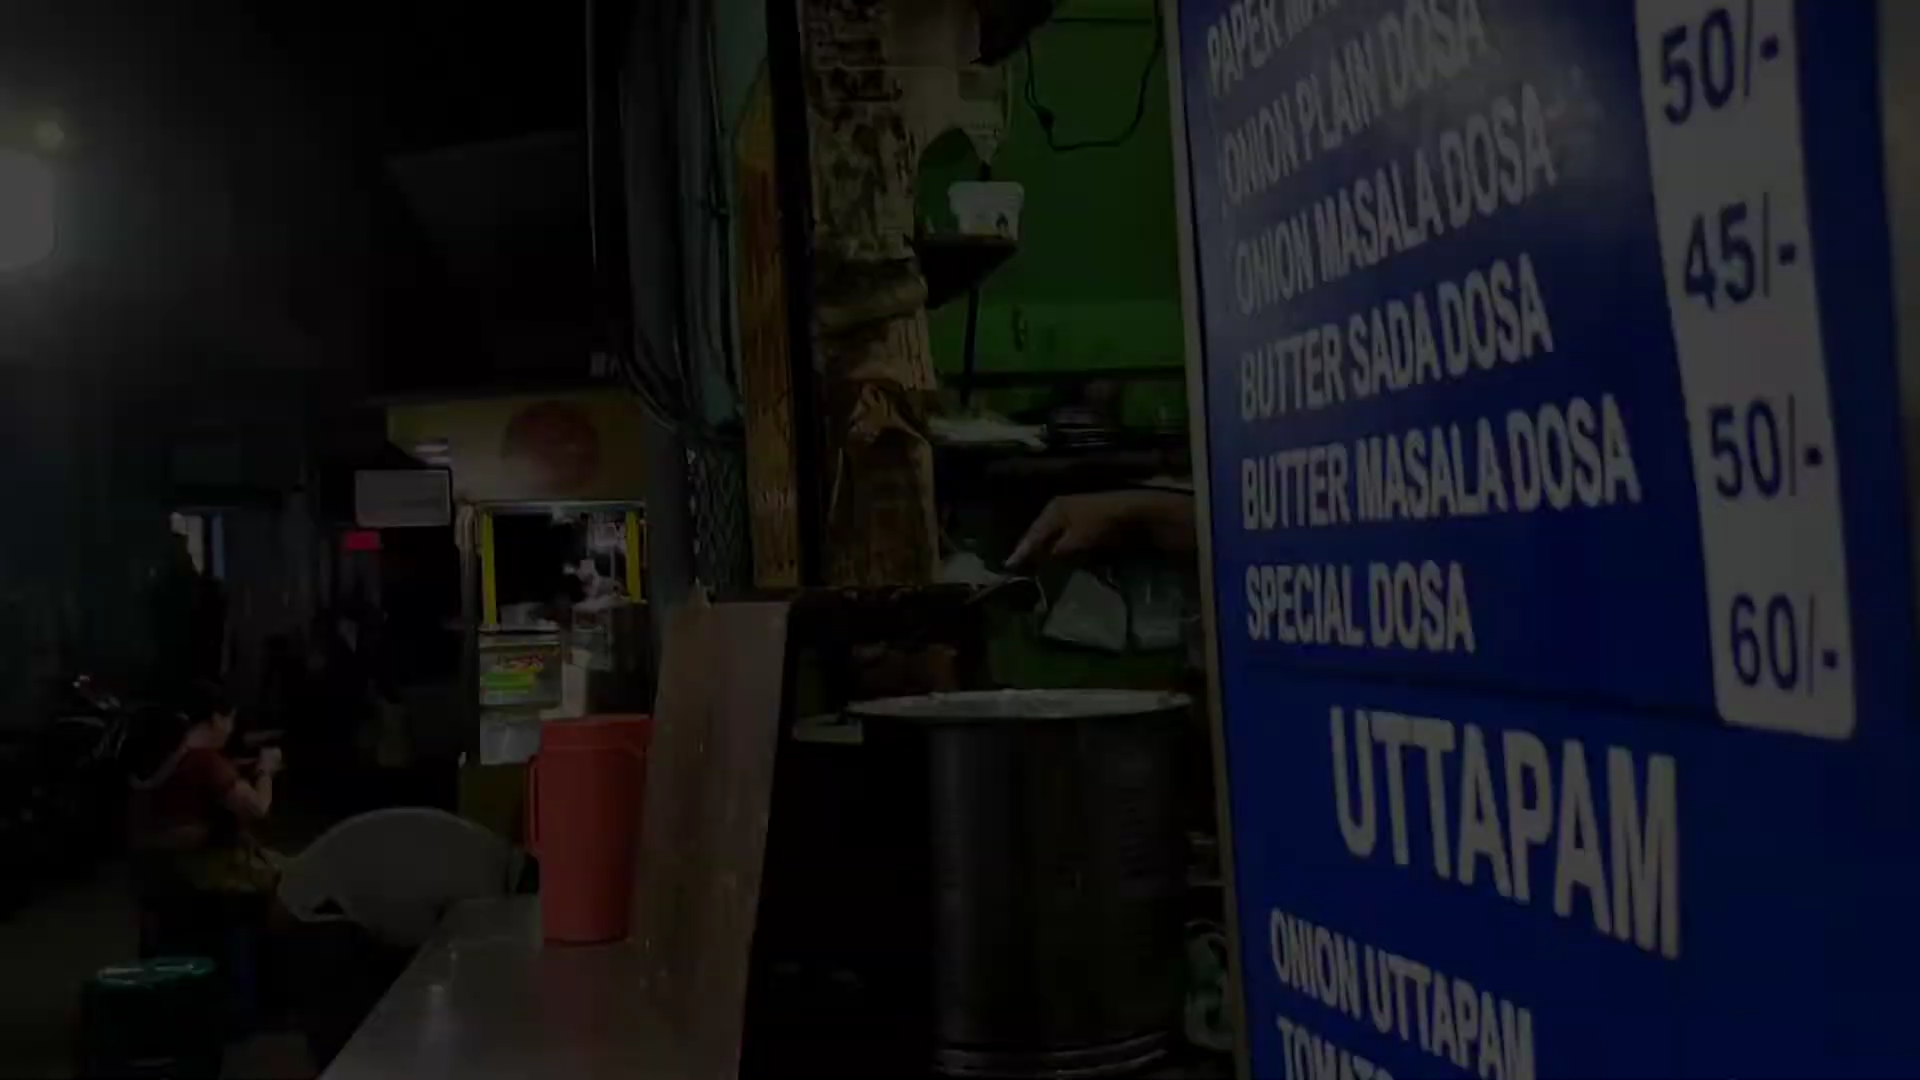 PAPER
ONION PLAIN DOSA
ONION MASALA DOSA
BUTTER SADA DOSA
BUTTER MASALA DOSA
SPECIAL DOSA
50/-
45/-
50/-
60/-
UTTAPAM
ONION UTTAPAM